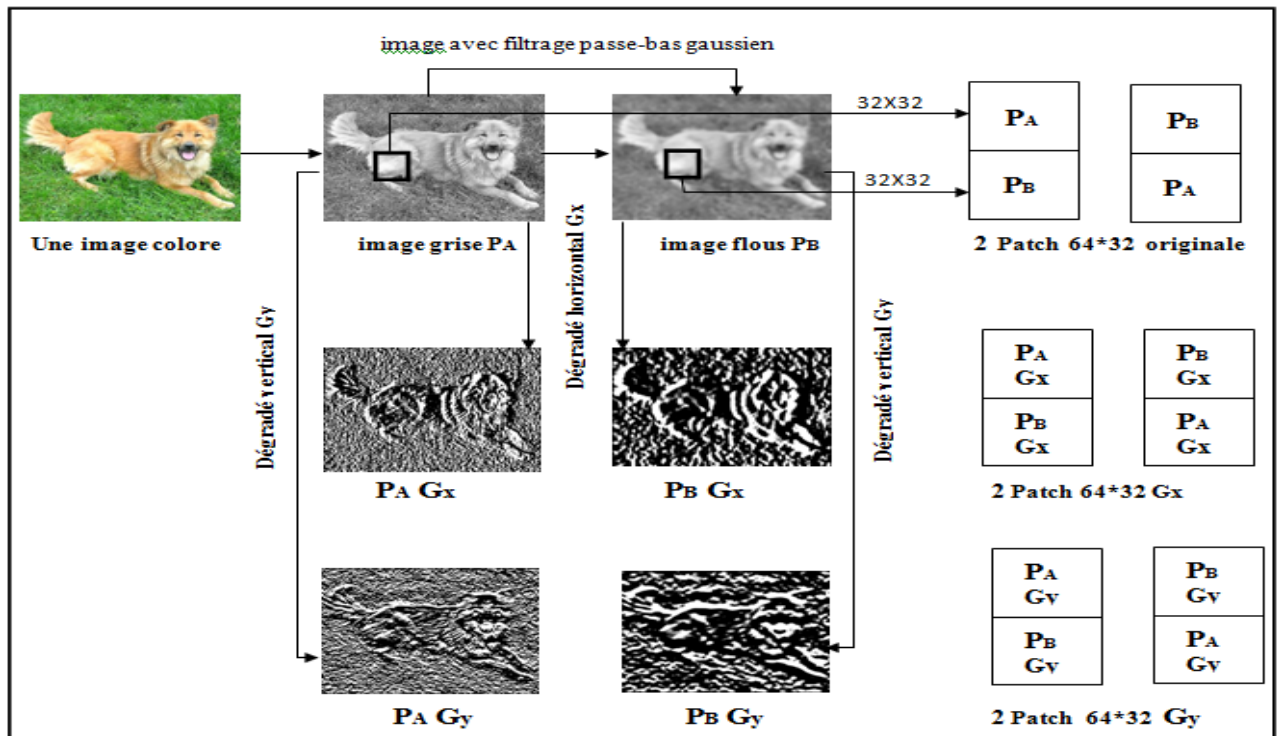 image avec filtrage passe-bas gaussien
32X32
PA
PB
32X32
PB
PA
Une image colore
image grise PA
image flous PB
2 Patch 64*32 originale
Dégradé vertical Gy
Dégradé horizontal Gx
Dégradé vertical Gy
PA
Gx
PB
Gx
PB
Gx
PA
Gx
PA Gx
PB Gx
2 Patch 64*32 Gx
PA
Gy
PB
Gy
PB
Gy
PA
Gy
PA Gy
PB Gy
2 Patch 64*32 Gy